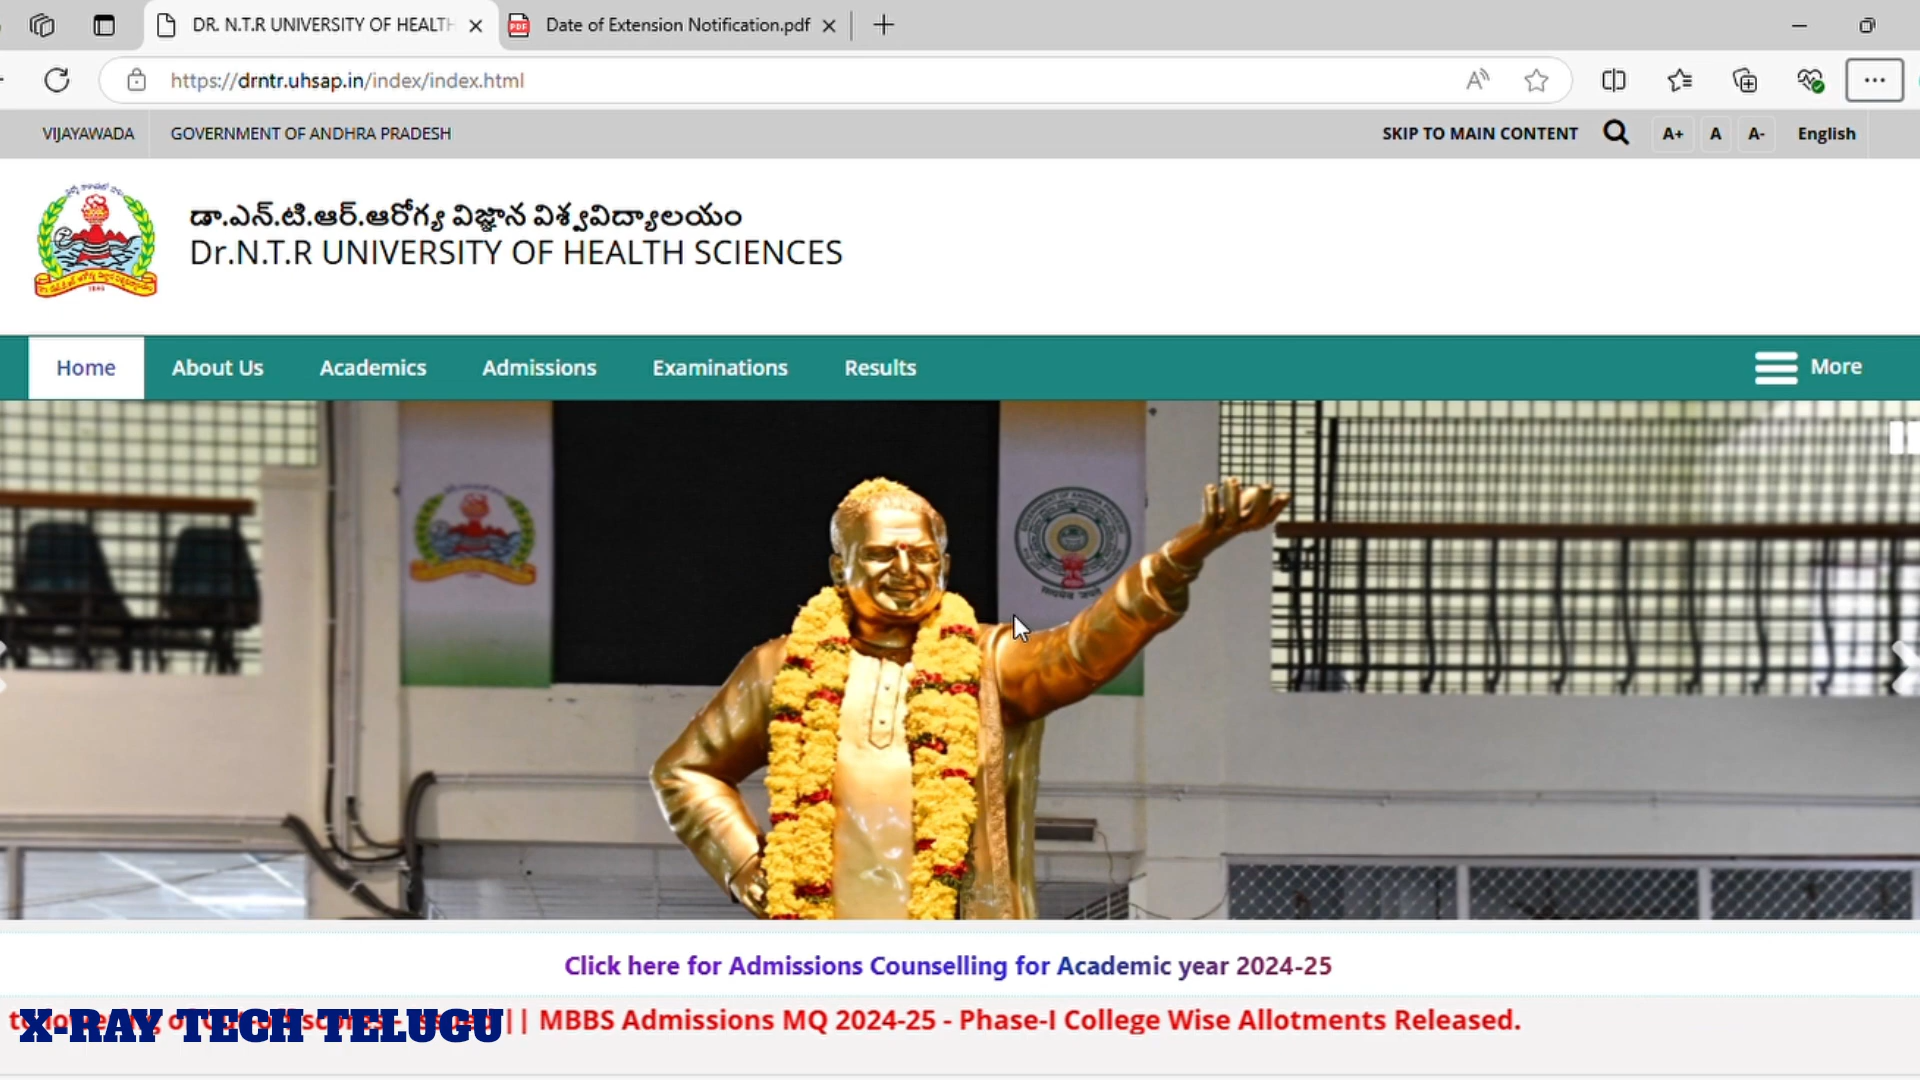 DR. N.T.R UNIVERSITY OF HEALTH
Date of Extension Notification.pdf
https://drntr.uhsap.in/index/index.html
VIJAYAWADA GOVERNMENT OF ANDHRA PRADESH SKIP TO MAIN CONTENT A+ A A- English
డా.ఎన్.టి.ఆర్.ఆరోగ్య విజ్ఞాన విశ్వవిద్యాలయం
Dr.N.T.R UNIVERSITY OF HEALTH SCIENCES
Home About Us Academics Admissions Examinations Results More
Click here for Admissions Counselling for Academic year 2024-25
|| MBBS Admissions MQ 2024-25 - Phase-I College Wise Allotments Released.
X-RAY TECH TELUGU